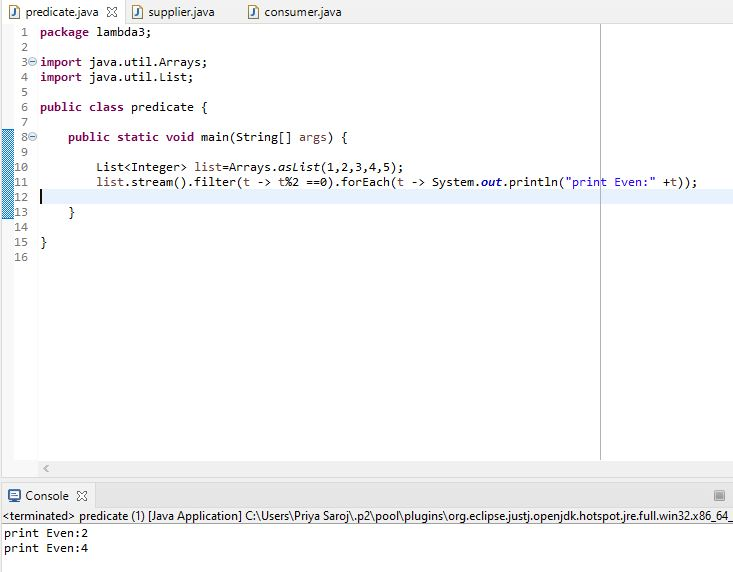 predicate.java supplier.java consumer.java
1 package lambda3;
2
3 import java.util.Arrays;
4 import java.util.List;
5
6 public class predicate {
7
8 public static void main(String[] args) {
9
10 List<Integer> list=Arrays.asList(1,2,3,4,5);
11 list.stream().filter(t -> t%2 ==0).forEach(t -> System.out.println("print Even:" +t));
12
13 }
14
15 }
16
Console
<terminated> predicate (1) [Java Application] C:\Users\Priya Saroj\.p2\pool\plugins\org.eclipse.justj.openjdk.hotspot.jre.full.win32.x86_64_
print Even:2
print Even:4